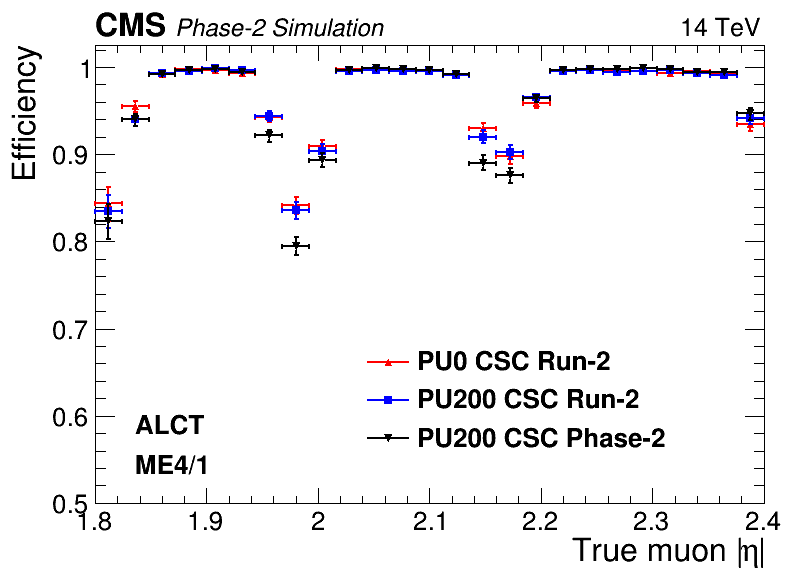 CMS Phase-2 Simulation 14 TeV
Efficiency
1
0.9
0.8
0.7
0.6
0.5
PU0 CSC Run-2
PU200 CSC Run-2
PU200 CSC Phase-2
ALCT
ME4/1
1.8 1.9 2 2.1 2.2 2.3 2.4
True muon |η|